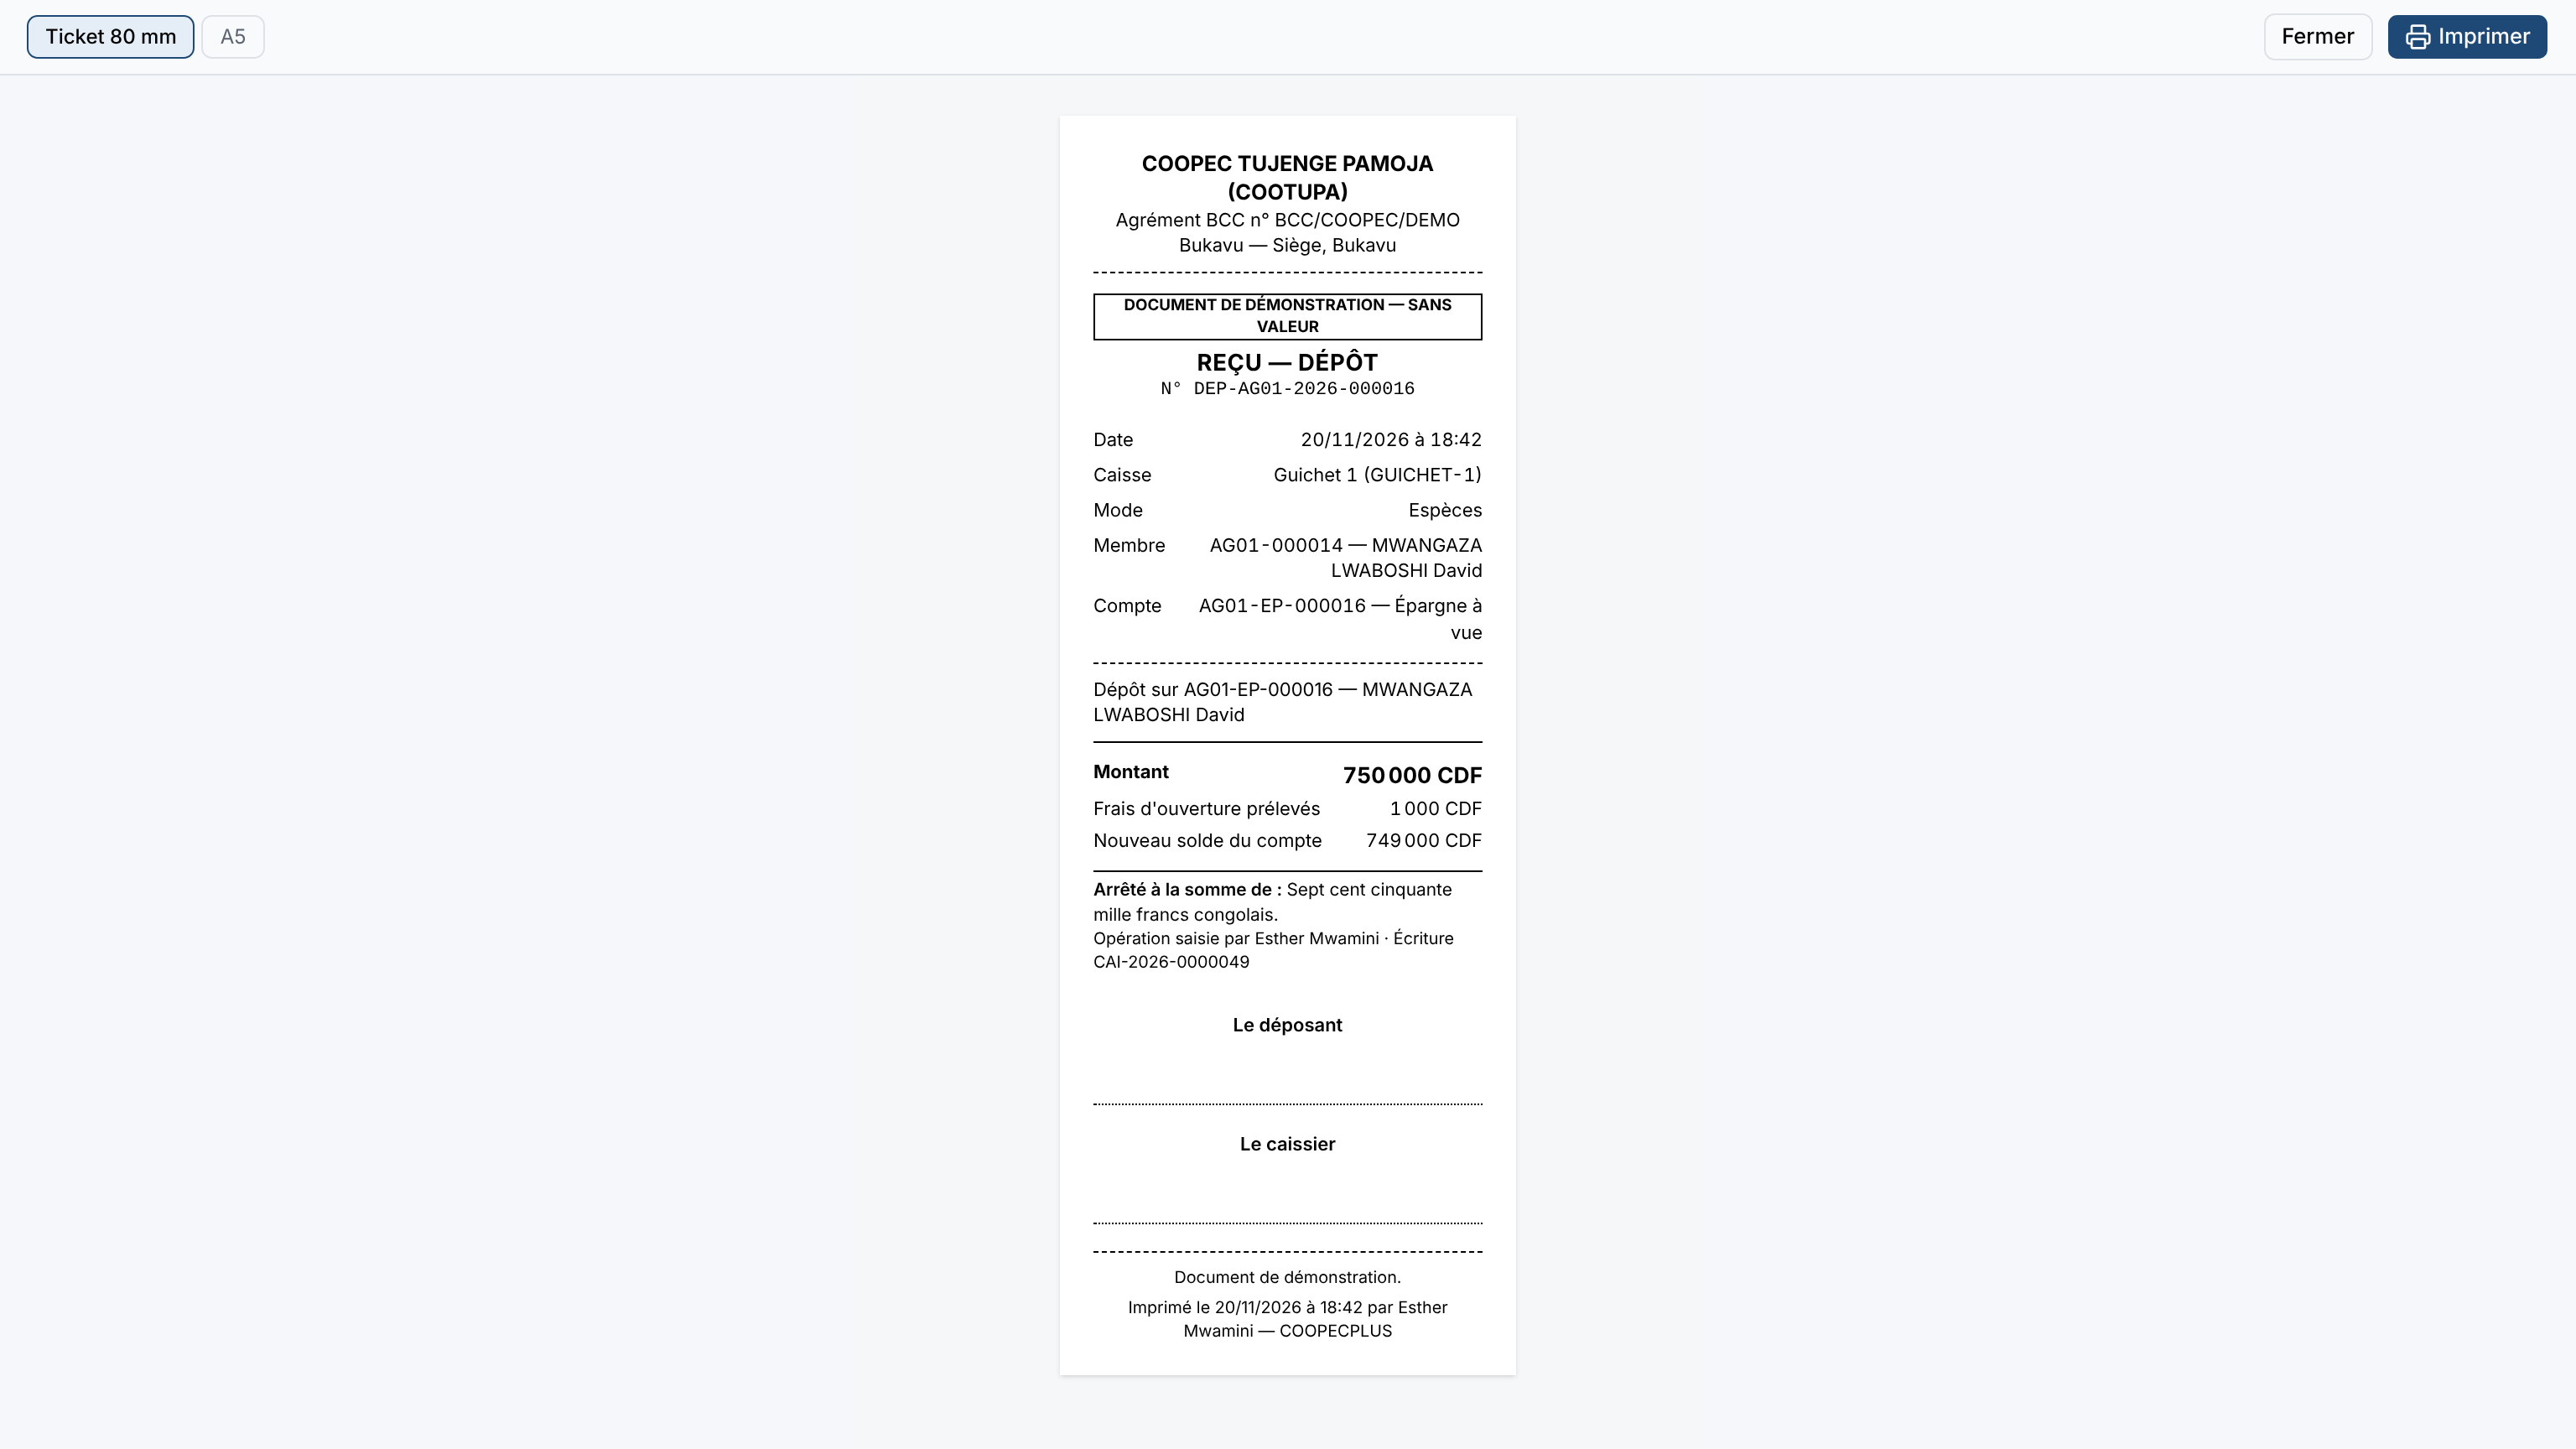 Ticket 80 mm
A5
Fermer
Imprimer
COOPEC TUJENGE PAMOJA
(COOTUPA)
Agrément BCC n° BCC/COOPEC/DEMO
Bukavu — Siège, Bukavu
DOCUMENT DE DÉMONSTRATION — SANS
VALEUR
REÇU — DÉPÔT
N° DEP-AG01-2026-000016
Date 20/11/2026 à 18:42
Caisse Guichet 1 (GUICHET-1)
Mode Espèces
Membre AG01-000014 — MWANGAZA
LWABOSHI David
Compte AG01-EP-000016 — Épargne à
vue
Dépôt sur AG01-EP-000016 — MWANGAZA
LWABOSHI David
Montant 750 000 CDF
Frais d'ouverture prélevés 1 000 CDF
Nouveau solde du compte 749 000 CDF
Arrêté à la somme de : Sept cent cinquante
mille francs congolais.
Opération saisie par Esther Mwamini · Écriture
CAI-2026-0000049
Le déposant
Le caissier
Document de démonstration.
Imprimé le 20/11/2026 à 18:42 par Esther
Mwamini — COOPECPLUS